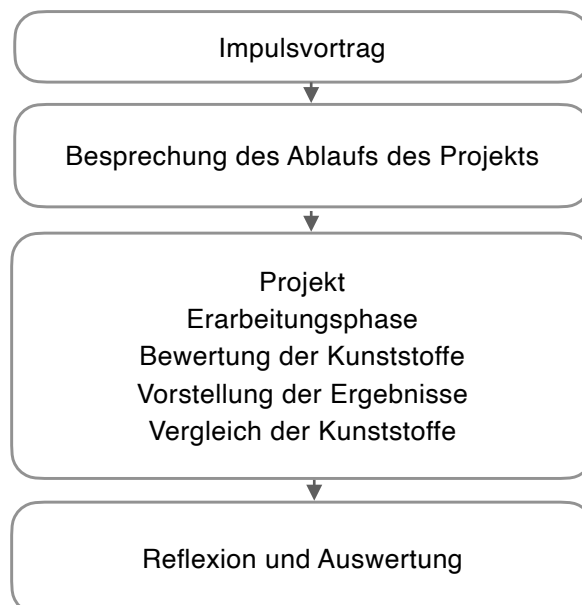 Impulsvortrag
Besprechung des Ablaufs des Projekts
Projekt
Erarbeitungsphase
Bewertung der Kunststoffe
Vorstellung der Ergebnisse
Vergleich der Kunststoffe
Reflexion und Auswertung